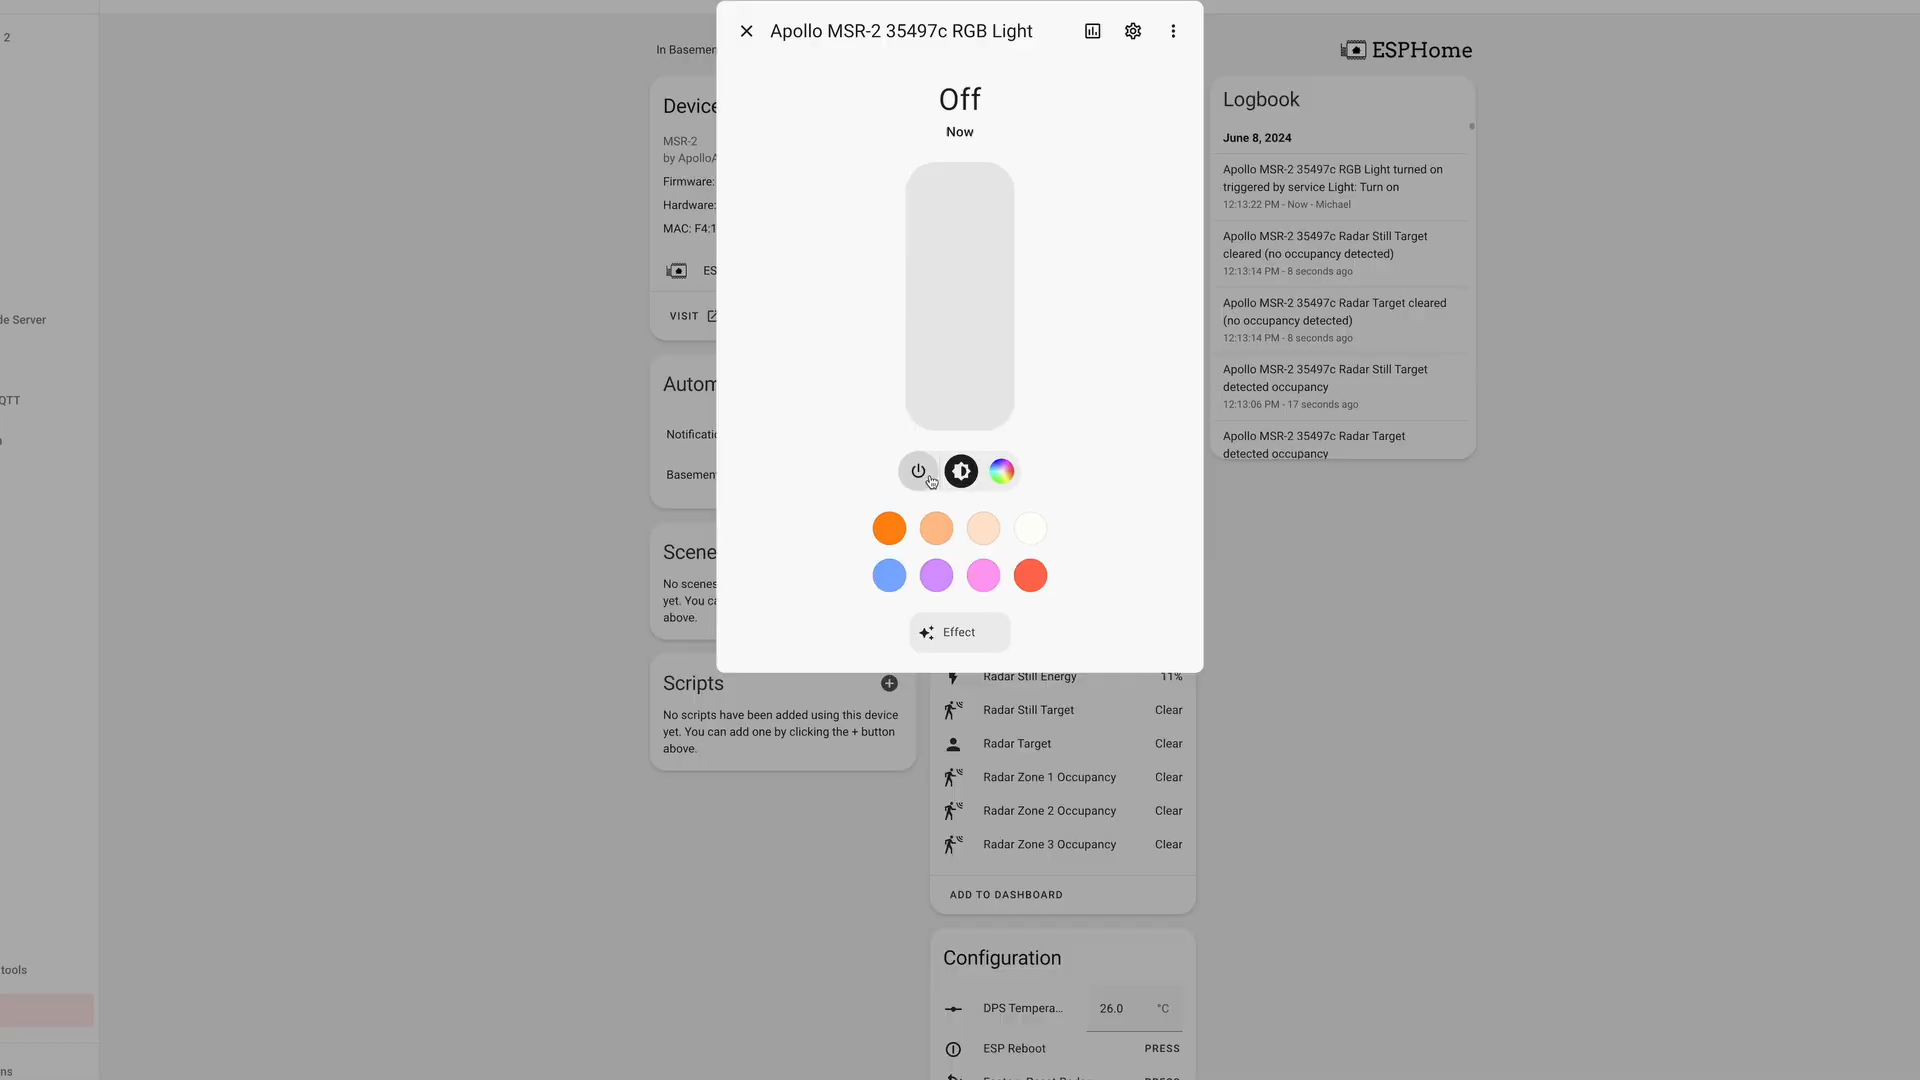 2
de Server
QTT
tools
ns
In Basemen
Device
MSR-2
by ApolloA
Firmware:
Hardware:
MAC: F4:1
ES
VISIT
Autom
Notificatio
Basemen
Scene
No scenes
yet. You ca
above.
Scripts
No scripts have been added using this device
yet. You can add one by clicking the + button
above.
Apollo MSR-2 35497c RGB Light
Off
Now
Effect
Radar Still Energy 11%
Radar Still Target Clear
Radar Target Clear
Radar Zone 1 Occupancy Clear
Radar Zone 2 Occupancy Clear
Radar Zone 3 Occupancy Clear
ADD TO DASHBOARD
Configuration
DPS Tempera... 26.0 °C
ESP Reboot PRESS
ESPHome
Logbook
June 8, 2024
Apollo MSR-2 35497c RGB Light turned on
triggered by service Light: Turn on
12:13:22 PM - Now - Michael
Apollo MSR-2 35497c Radar Still Target
cleared (no occupancy detected)
12:13:14 PM - 8 seconds ago
Apollo MSR-2 35497c Radar Target cleared
(no occupancy detected)
12:13:14 PM - 8 seconds ago
Apollo MSR-2 35497c Radar Still Target
detected occupancy
12:13:06 PM - 17 seconds ago
Apollo MSR-2 35497c Radar Target
detected occupancy